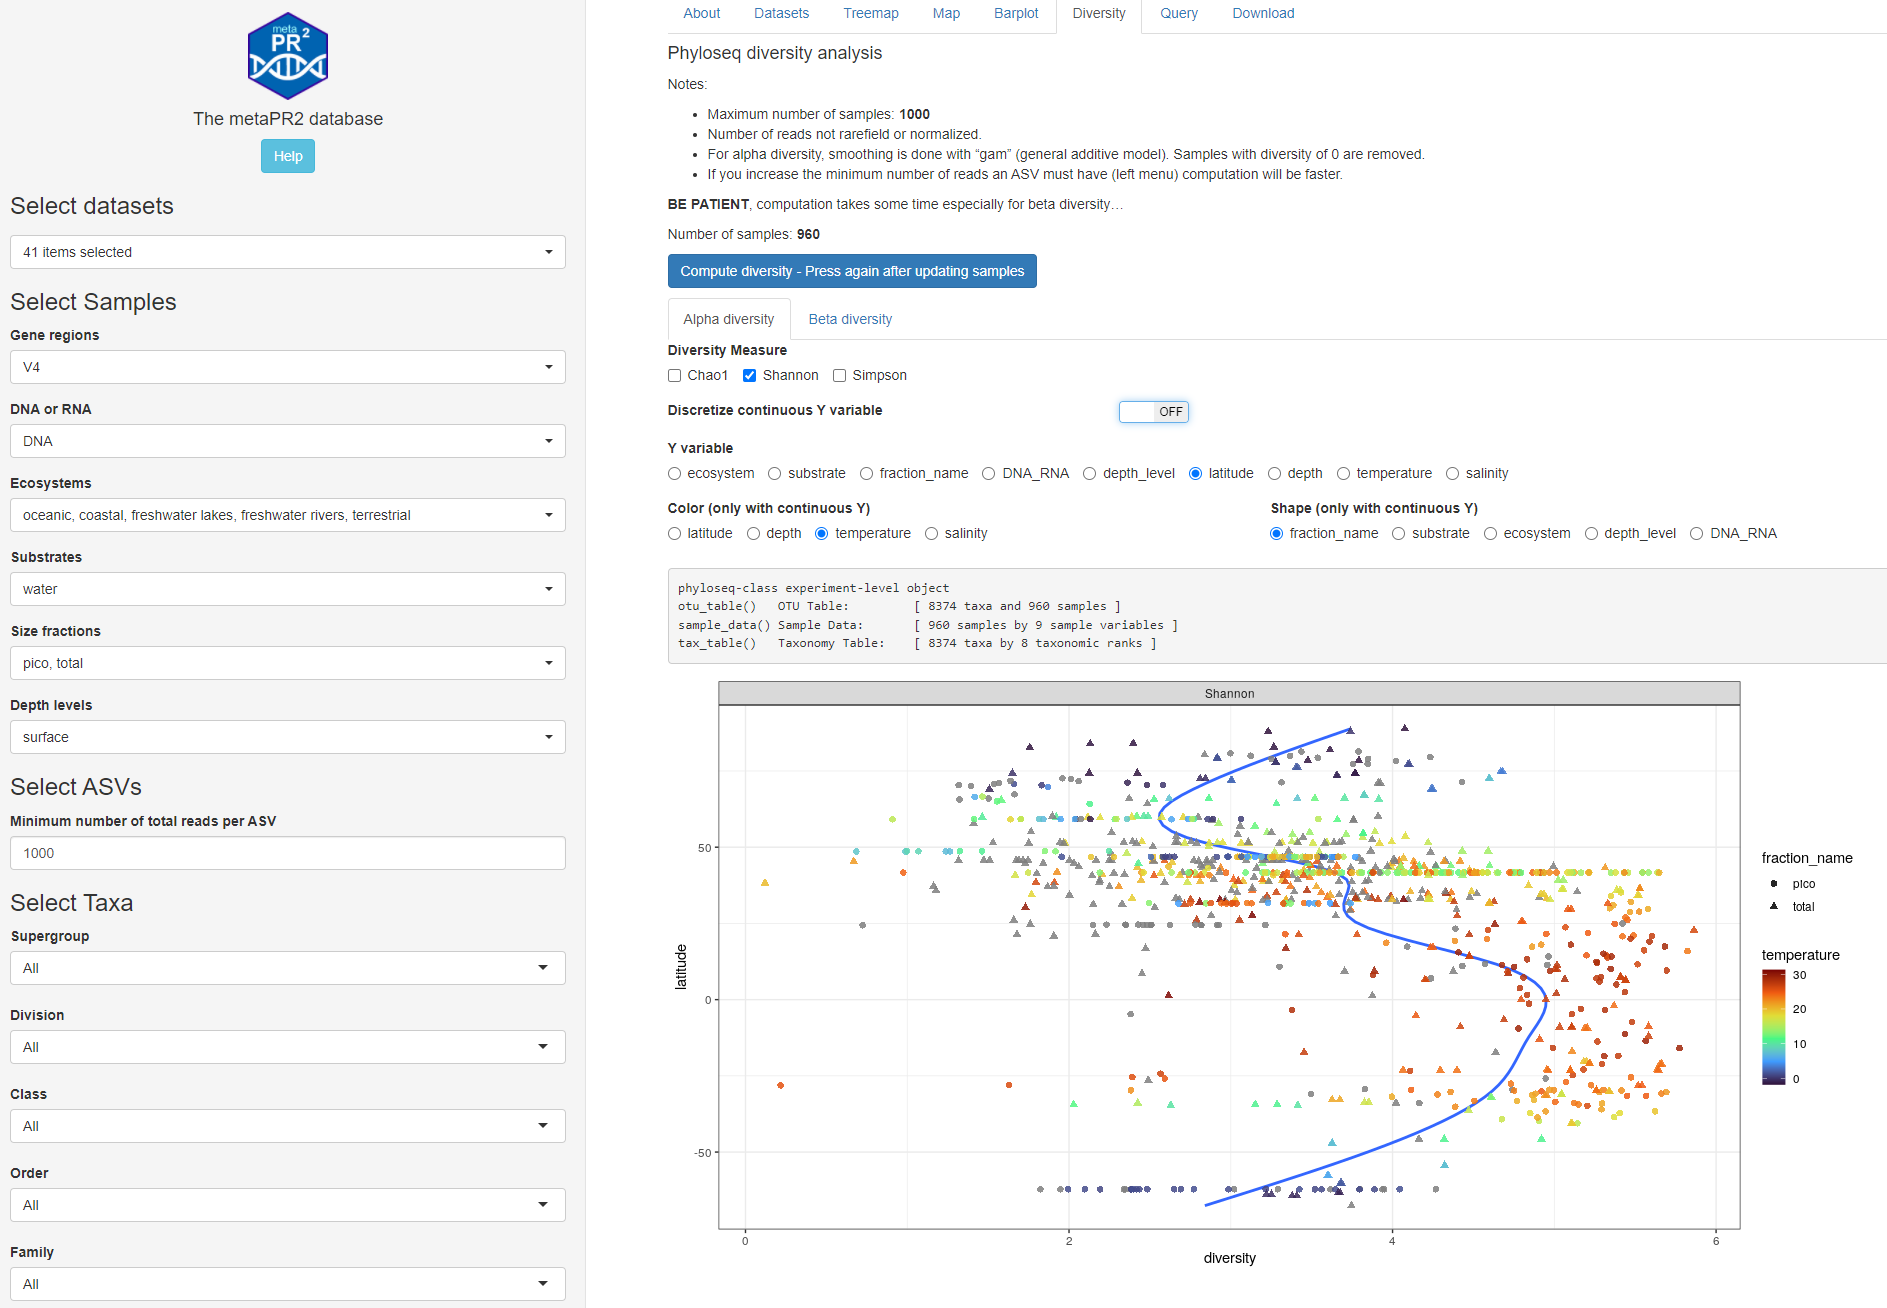 meta
PR2
The metaPR2 database
Help
Select datasets
41 items selected
Select Samples
Gene regions
V4
DNA or RNA
DNA
Ecosystems
oceanic, coastal, freshwater lakes, freshwater rivers, terrestrial
Substrates
water
Size fractions
pico, total
Depth levels
surface
Select ASVs
Minimum number of total reads per ASV
1000
Select Taxa
Supergroup
All
Division
All
Class
All
Order
All
Family
All
About Datasets Treemap Map Barplot Diversity Query Download
Phyloseq diversity analysis
Notes:
• Maximum number of samples: 1000
• Number of reads not rarefield or normalized.
• For alpha diversity, smoothing is done with “gam” (general additive model). Samples with diversity of 0 are removed.
• If you increase the minimum number of reads an ASV must have (left menu) computation will be faster.
BE PATIENT, computation takes some time especially for beta diversity…
Number of samples: 960
Compute diversity - Press again after updating samples
Alpha diversity Beta diversity
Diversity Measure
Chao1 Shannon Simpson
Discretize continuous Y variable OFF
Y variable
ecosystem substrate fraction_name DNA_RNA depth_level latitude depth temperature salinity
Color (only with continuous Y) Shape (only with continuous Y)
latitude depth temperature salinity fraction_name substrate ecosystem depth_level DNA_RNA
phyloseq-class experiment-level object
otu_table() OTU Table: [ 8374 taxa and 960 samples ]
sample_data() Sample Data: [ 960 samples by 9 sample variables ]
tax_table() Taxonomy Table: [ 8374 taxa by 8 taxonomic ranks ]
Shannon
50
0
-50
latitude
0 2 4 6
diversity
fraction_name
pico
total
temperature
30
20
10
0